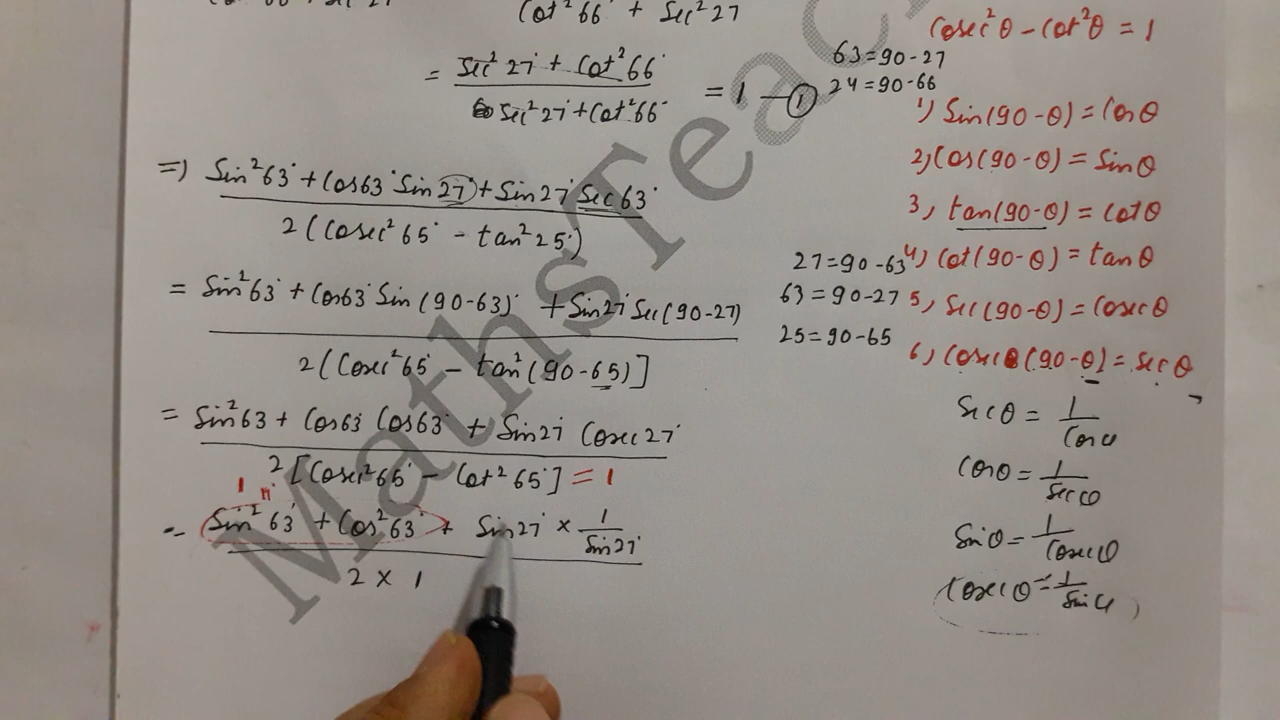 Cot²66° + Sec²27
= Sec²27° + Cot²66° / Sec²27° + Cot²66° = 1 — ①
=) Sin²63° + Cos63° Sin27° + Sin27° Sec63° / 2(Cosec²65° - tan²25°)
= Sin²63° + Cos63° Sin(90-63)° + Sin27° Sec(90-27) / 2(Cosec²65° - tan²(90-65)]
= Sin²63 + Cos63° Cos63° + Sin27 Cosec27° / 2[Cosec²65° - Cot²65°] = 1
1
= Sin²63° + Cos²63° + Sin27° × 1/Sin27° / 2 × 1
Cosec²θ - Cot²θ = 1
63 = 90-27
24 = 90-66
1) Sin(90-θ) = Cosθ
2) Cos(90-θ) = Sinθ
3, tan(90-θ) = Cotθ
27 = 90-63
4) Cot(90-θ) = tanθ
63 = 90-27
5, Sec(90-θ) = Cosecθ
25 = 90-65
6, Cosec(90-θ) = Secθ
Secθ = 1/Cosθ
Cosθ = 1/Secθ
Sinθ = 1/Cosecθ
Cosecθ = 1/Sinθ
MathsTeac